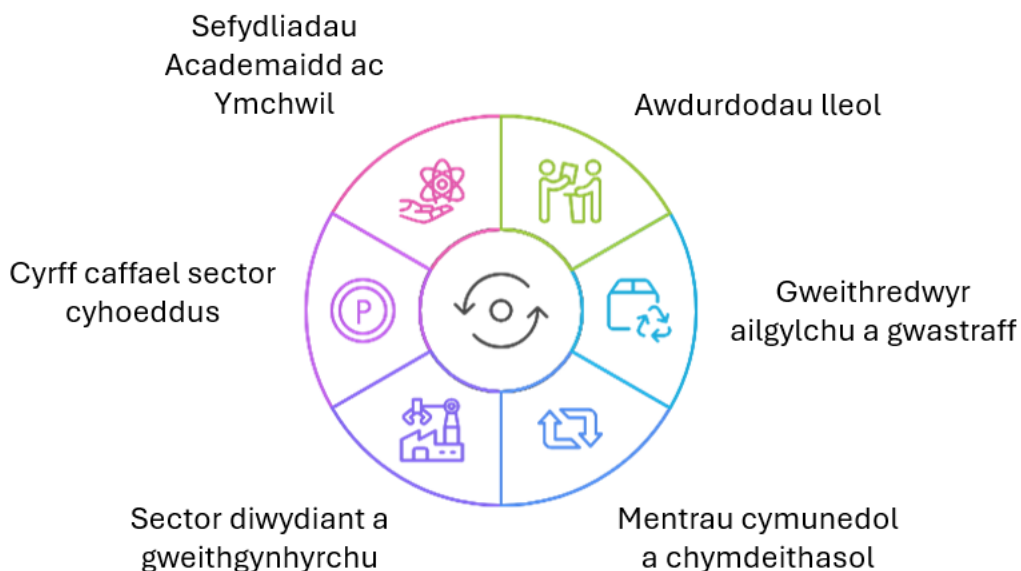 Sefydliadau
Academaidd ac
Ymchwil
Awdurdodau lleol
Cyrff caffael sector
cyhoeddus
P
Gweithredwyr
ailgylchu a gwastraff
Sector diwydiant a
gweithgynhyrchu
Mentrau cymunedol
a chymdeithasol